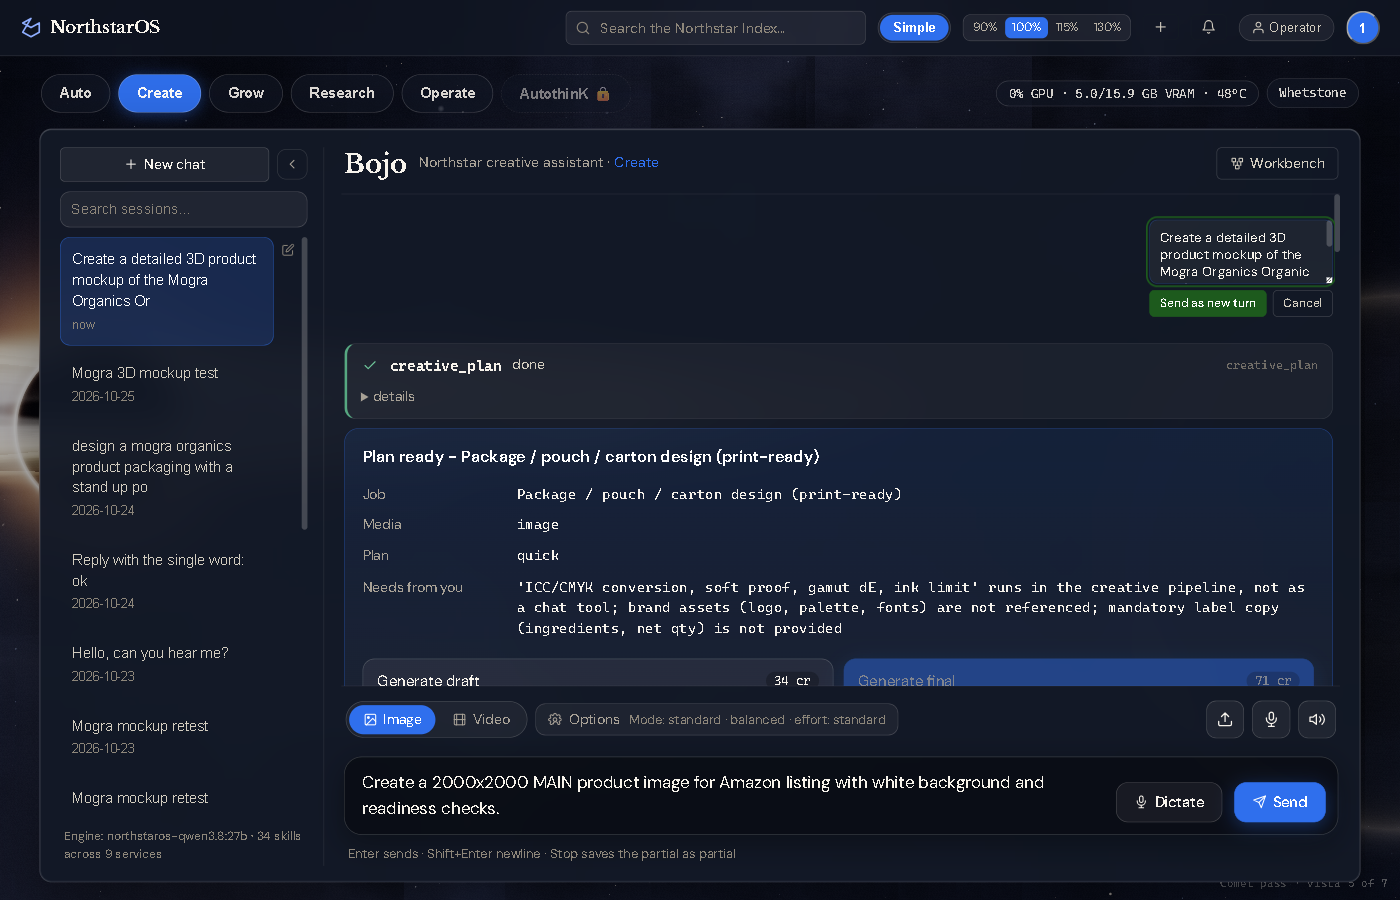 NorthstarOS
Search the Northstar Index...
Simple
90% 100% 115% 130%
+
Operator
1
Auto
Create
Grow
Research
Operate
AutothinK
0% GPU · 5.0/15.9 GB VRAM · 48°C
Whetstone
+ New chat
Search sessions...
Create a detailed 3D product
mockup of the Mogra
Organics Or
now
Mogra 3D mockup test
2026-10-25
design a mogra organics
product packaging with a
stand up po
2026-10-24
Reply with the single word:
ok
2026-10-24
Hello, can you hear me?
2026-10-23
Mogra mockup retest
2026-10-23
Mogra mockup retest
Engine: northstaros-qwen3.8:27b · 34 skills
across 9 services
Bojo
Northstar creative assistant · Create
Workbench
Create a detailed 3D
product mockup of the
Mogra Organics Organic
Send as new turn
Cancel
creative_plan done
creative_plan
details
Plan ready - Package / pouch / carton design (print-ready)
Job Package / pouch / carton design (print-ready)
Media image
Plan quick
Needs from you 'ICC/CMYK conversion, soft proof, gamut dE, ink limit' runs in the creative pipeline, not as
a chat tool; brand assets (logo, palette, fonts) are not referenced; mandatory label copy
(ingredients, net qty) is not provided
Generate draft 34 cr
Generate final 71 cr
Image
Video
Options Mode: standard · balanced · effort: standard
Create a 2000x2000 MAIN product image for Amazon listing with white background and
readiness checks.
Dictate
Send
Enter sends · Shift+Enter newline · Stop saves the partial as partial
Comet pass · Vista 5 of 7